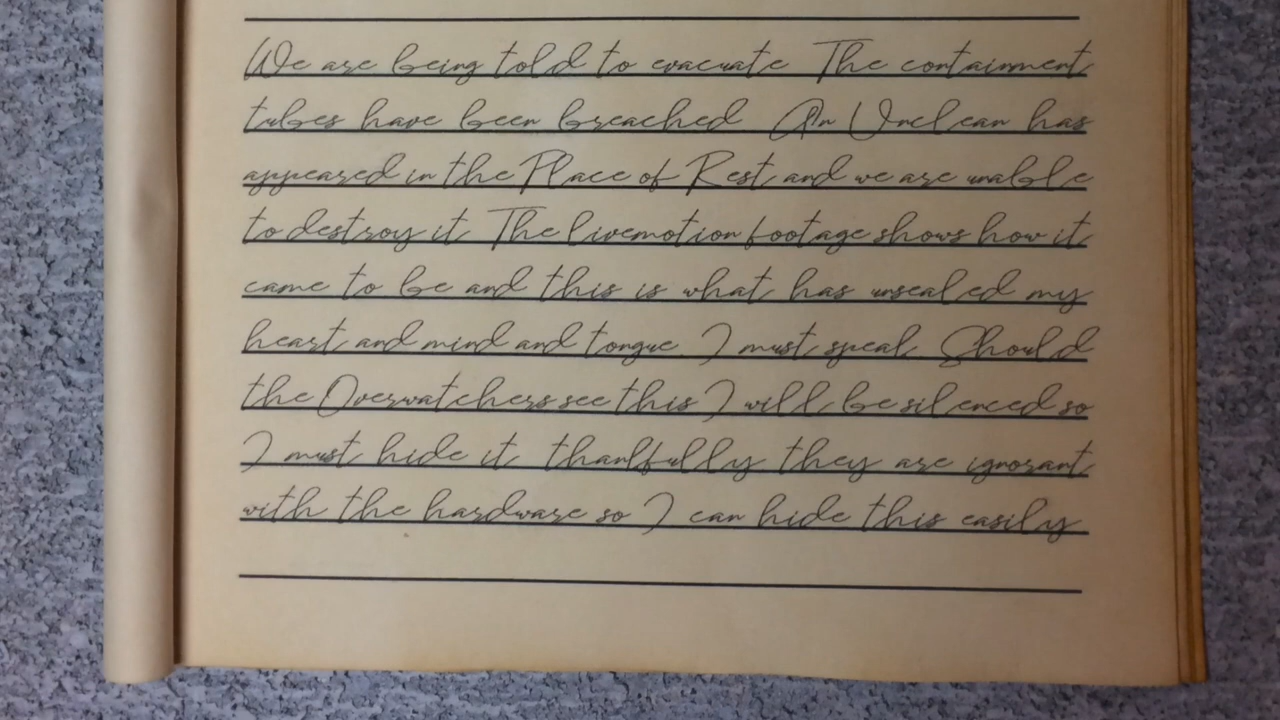 We are being told to evacuate The containment
tubes have been breached An Unclean has
appeared in the Place of Rest and we are unable
to destroy it The livemotion footage shows how it
came to be and this is what has unsealed my
heart and mind and tongue. I must speak Should
the Overwatchers see this I will be silenced so
I must hide it thankfully they are ignorant
with the hardware so I can hide this easily